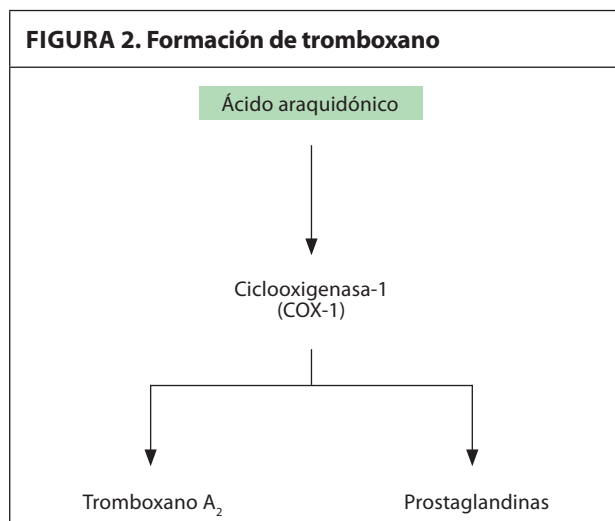 FIGURA 2. Formación de tromboxano
Ácido araquidónico
Ciclooxigenasa-1
(COX-1)
Tromboxano A₂
Prostaglandinas